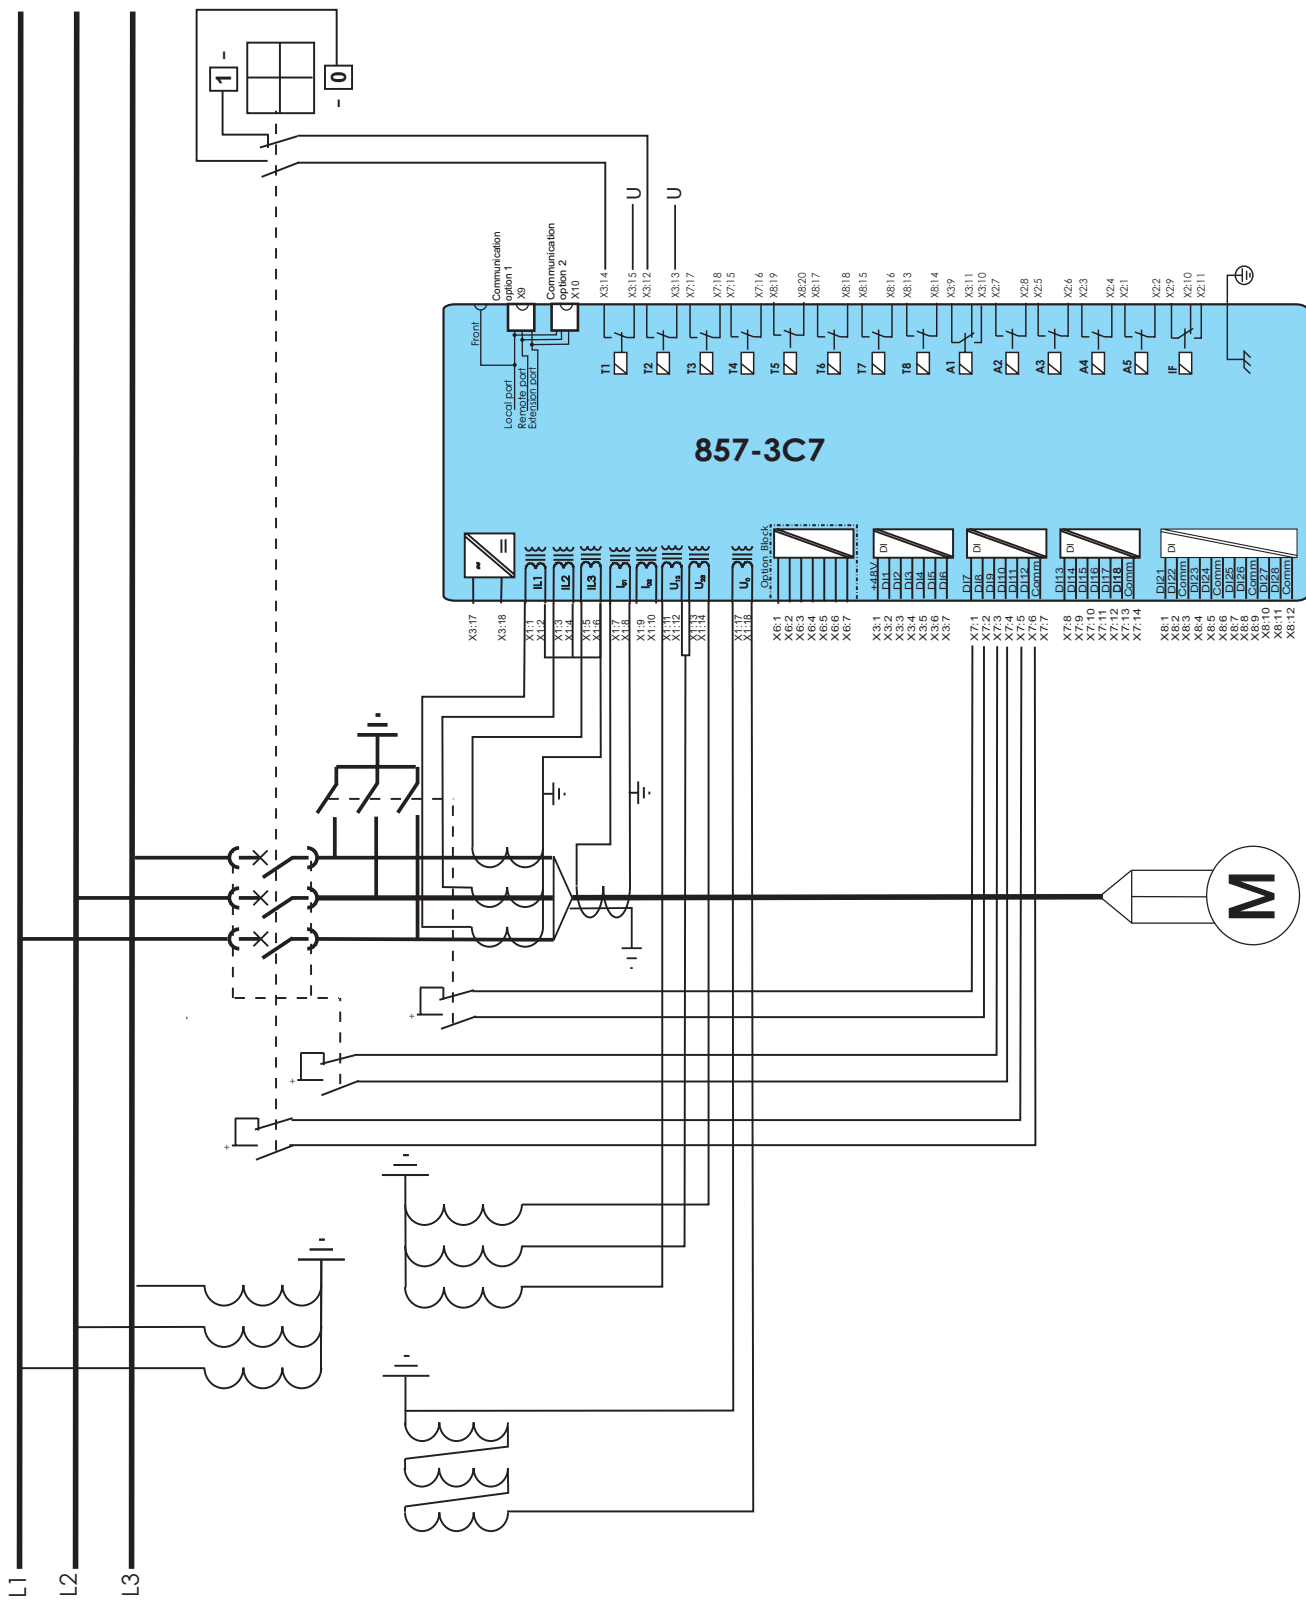 1
-
0
-
U
U
Communication
option 1
X9
Communication
option 2
X10
X3:14
X3:15
X3:12
X3:13
X7:17
X7:18
X7:15
X7:16
X8:19
X8:20
X8:17
X8:18
X8:15
X8:16
X8:13
X8:14
X3:9
X3:11
X3:10
X2:7
X2:8
X2:5
X2:6
X2:3
X2:4
X2:1
X2:2
X2:9
X2:10
X2:11
Front
Local port
Remote port
Extension port
T1
T2
T3
T4
T5
T6
T7
T8
A1
A2
A3
A4
A5
IF
857-3C7
≂
IL1
IL2
IL3
I01
I02
U12
U23
U0
Option Block
DI
+48V
DI1
DI2
DI3
DI4
DI5
DI6
DI
DI7
DI8
DI9
DI10
DI11
DI12
Comm
DI
DI13
DI14
DI15
DI16
DI17
DI18
Comm
DI
DI21
DI22
Comm
DI23
DI24
Comm
DI25
DI26
Comm
DI27
DI28
Comm
X3:17
X3:18
X1:1
X1:2
X1:3
X1:4
X1:5
X1:6
X1:7
X1:8
X1:9
X1:10
X1:11
X1:12
X1:13
X1:14
X1:17
X1:18
X6:1
X6:2
X6:3
X6:4
X6:5
X6:6
X6:7
X3:1
X3:2
X3:3
X3:4
X3:5
X3:6
X3:7
X7:1
X7:2
X7:3
X7:4
X7:5
X7:6
X7:7
X7:8
X7:9
X7:10
X7:11
X7:12
X7:13
X7:14
X8:1
X8:2
X8:3
X8:4
X8:5
X8:6
X8:7
X8:8
X8:9
X8:10
X8:11
X8:12
M
+
+
+
L1
L2
L3